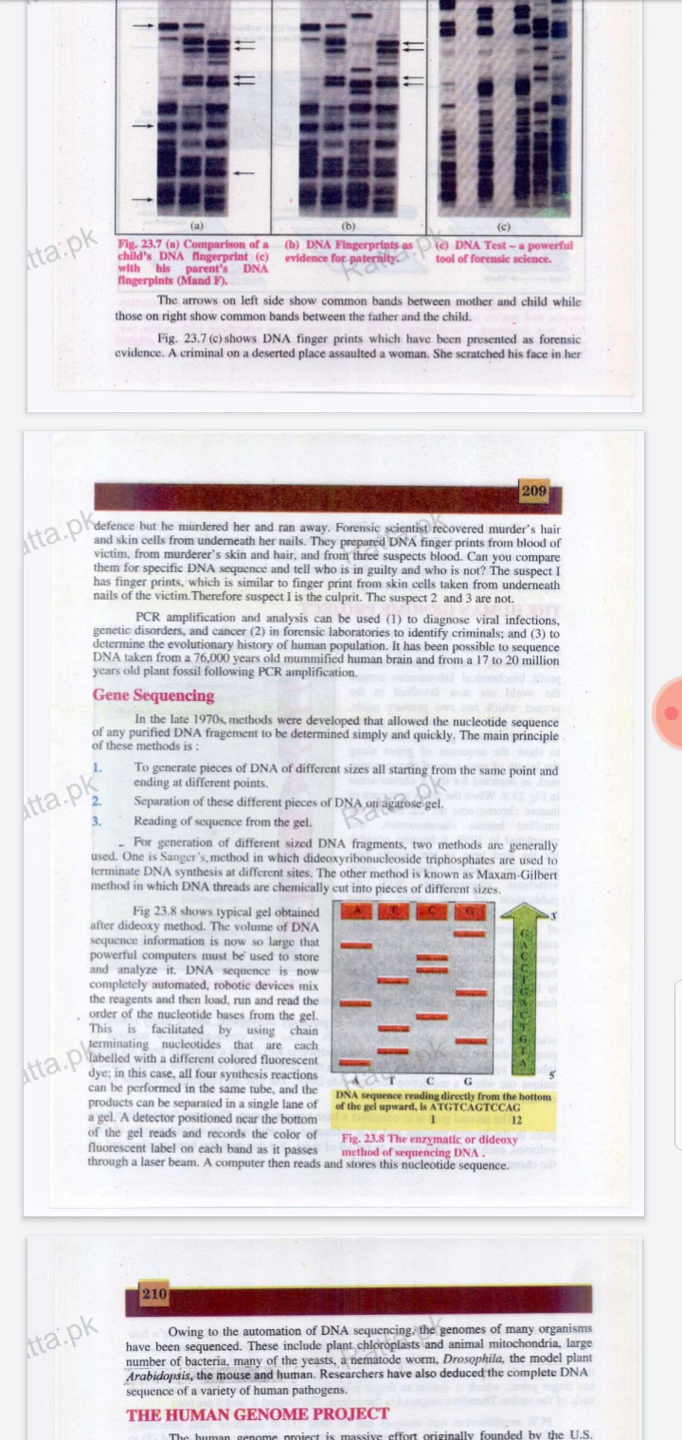 (a)
(b)
(c)
Fig. 23.7 (a) Comparison of a
child's DNA fingerprint (c)
with his parent's DNA
fingerpints (Mand F).
(b) DNA Fingerprints as
evidence for paternity.
(c) DNA Test – a powerful
tool of forensic science.
The arrows on left side show common bands between mother and child while
those on right show common bands between the father and the child.
Fig. 23.7 (c) shows DNA finger prints which have been presented as forensic
evidence. A criminal on a deserted place assaulted a woman. She scratched his face in her
209
defence but he murdered her and ran away. Forensic scientist recovered murder's hair
and skin cells from underneath her nails. They prepared DNA finger prints from blood of
victim, from murderer's skin and hair, and from three suspects blood. Can you compare
them for specific DNA sequence and tell who is in guilty and who is not? The suspect I
has finger prints, which is similar to finger print from skin cells taken from underneath
nails of the victim.Therefore suspect I is the culprit. The suspect 2 and 3 are not.
PCR amplification and analysis can be used (1) to diagnose viral infections,
genetic disorders, and cancer (2) in forensic laboratories to identify criminals; and (3) to
determine the evolutionary history of human population. It has been possible to sequence
DNA taken from a 76,000 years old mummified human brain and from a 17 to 20 million
years old plant fossil following PCR amplification.
Gene Sequencing
In the late 1970s, methods were developed that allowed the nucleotide sequence
of any purified DNA fragement to be determined simply and quickly. The main principle
of these methods is :
1. To generate pieces of DNA of different sizes all starting from the same point and
ending at different points.
2. Separation of these different pieces of DNA on agarose gel.
3. Reading of sequence from the gel.
For generation of different sized DNA fragments, two methods are generally
used. One is Sanger's, method in which dideoxyribonucleoside triphosphates are used to
terminate DNA synthesis at different sites. The other method is known as Maxam-Gilbert
method in which DNA threads are chemically cut into pieces of different sizes.
Fig 23.8 shows typical gel obtained
after dideoxy method. The volume of DNA
sequence information is now so large that
powerful computers must be used to store
and analyze it. DNA sequence is now
completely automated, robotic devices mix
the reagents and then load, run and read the
order of the nucleotide bases from the gel.
This is facilitated by using chain
terminating nucleotides that are each
labelled with a different colored fluorescent
dye; in this case, all four synthesis reactions
can be performed in the same tube, and the
products can be separated in a single lane of
a gel. A detector positioned near the bottom
of the gel reads and records the color of
fluorescent label on each band as it passes
through a laser beam. A computer then reads and stores this nucleotide sequence.
A T C G
3'
G
A
C
C
T
G
A
C
T
G
T
A
5'
A T C G
DNA sequence reading directly from the bottom
of the gel upward, is ATGTCAGTCCAG
1 12
Fig. 23.8 The enzymatic or dideoxy
method of sequencing DNA .
210
Owing to the automation of DNA sequencing, the genomes of many organisms
have been sequenced. These include plant chloroplasts and animal mitochondria, large
number of bacteria, many of the yeasts, a nematode worm, Drosophila, the model plant
Arabidopsis, the mouse and human. Researchers have also deduced the complete DNA
sequence of a variety of human pathogens.
THE HUMAN GENOME PROJECT
The human genome project is massive effort originally founded by the U.S.
Ratta.pk